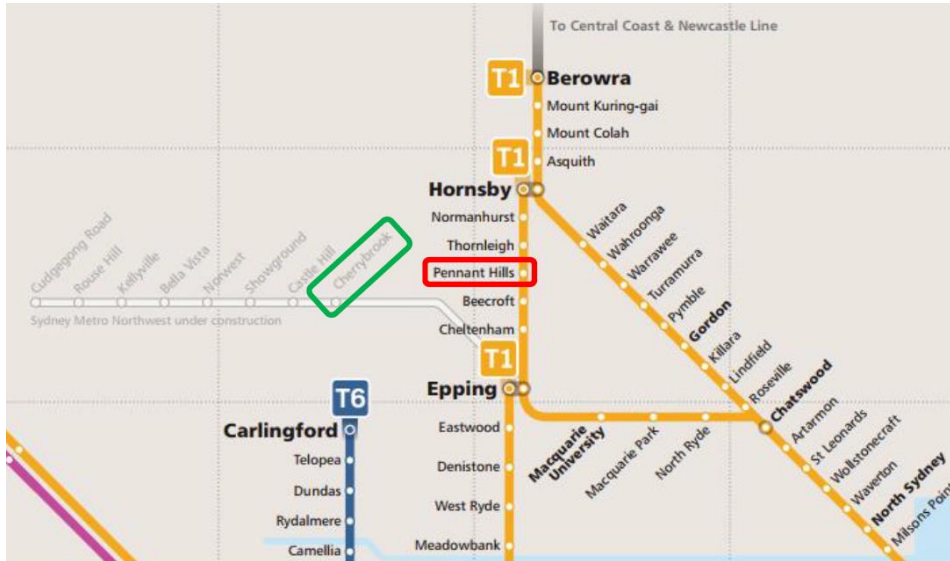 To Central Coast & Newcastle Line
T1
Berowra
Mount Kuring-gai
Mount Colah
T1
Asquith
Hornsby
Normanhurst
Thornleigh
Pennant Hills
Beecroft
Cheltenham
T1
Epping
Eastwood
Denistone
West Ryde
Meadowbank
Waitara
Wahroonga
Warrawee
Turramurra
Pymble
Gordon
Killara
Lindfield
Roseville
Chatswood
Artarmon
St Leonards
Wollstonecraft
Waverton
North Sydney
Milsons Point
Macquarie
University
Macquarie Park
North Ryde
Cudgegong Road
Rouse Hill
Kellyville
Bella Vista
Norwest
Showground
Castle Hill
Cherrybrook
Sydney Metro Northwest under construction
T6
Carlingford
Telopea
Dundas
Rydalmere
Camellia